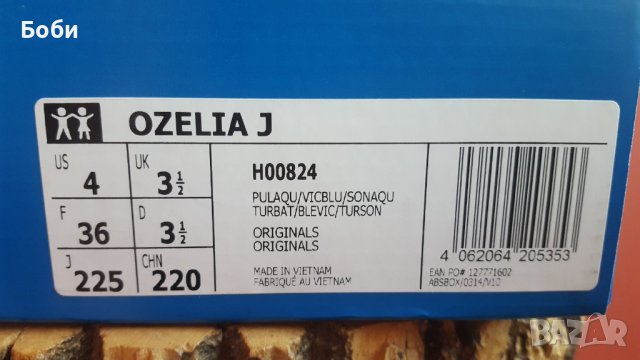 Боби
OZELIA J
US 4 UK 3½
F 36 D 3½
J 225 CHN 220
H00824
PULAQU/VICBLU/SONAQU
TURBAT/BLEVIC/TURSON
ORIGINALS
ORIGINALS
MADE IN VIETNAM
FABRIQUÉ AU VIETNAM
4 062064 205353
EAN PO# 127771602
ABSBOX/0314/V10
BAZAR